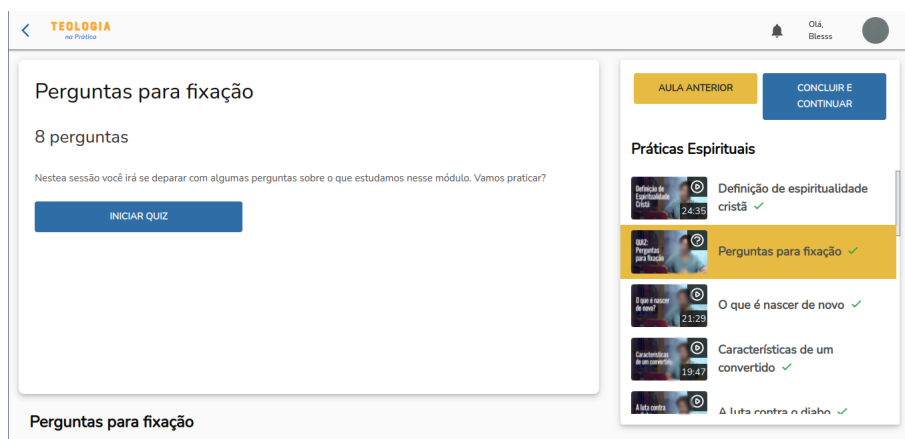 TEOLOGIA
na Prática
Olá,
Blesss
Perguntas para fixação
8 perguntas
Nestea sessão você irá se deparar com algumas perguntas sobre o que estudamos nesse módulo. Vamos praticar?
INICIAR QUIZ
Perguntas para fixação
AULA ANTERIOR
CONCLUIR E
CONTINUAR
Práticas Espirituais
Definição de
Espiritualidade
Cristã
24:35
Definição de espiritualidade
cristã
QUIZ:
Perguntas
para fixação
Perguntas para fixação
O que é nascer
de novo?
21:29
O que é nascer de novo
Características
de um convertido
19:47
Características de um
convertido
A luta contra
A luta contra o diabo